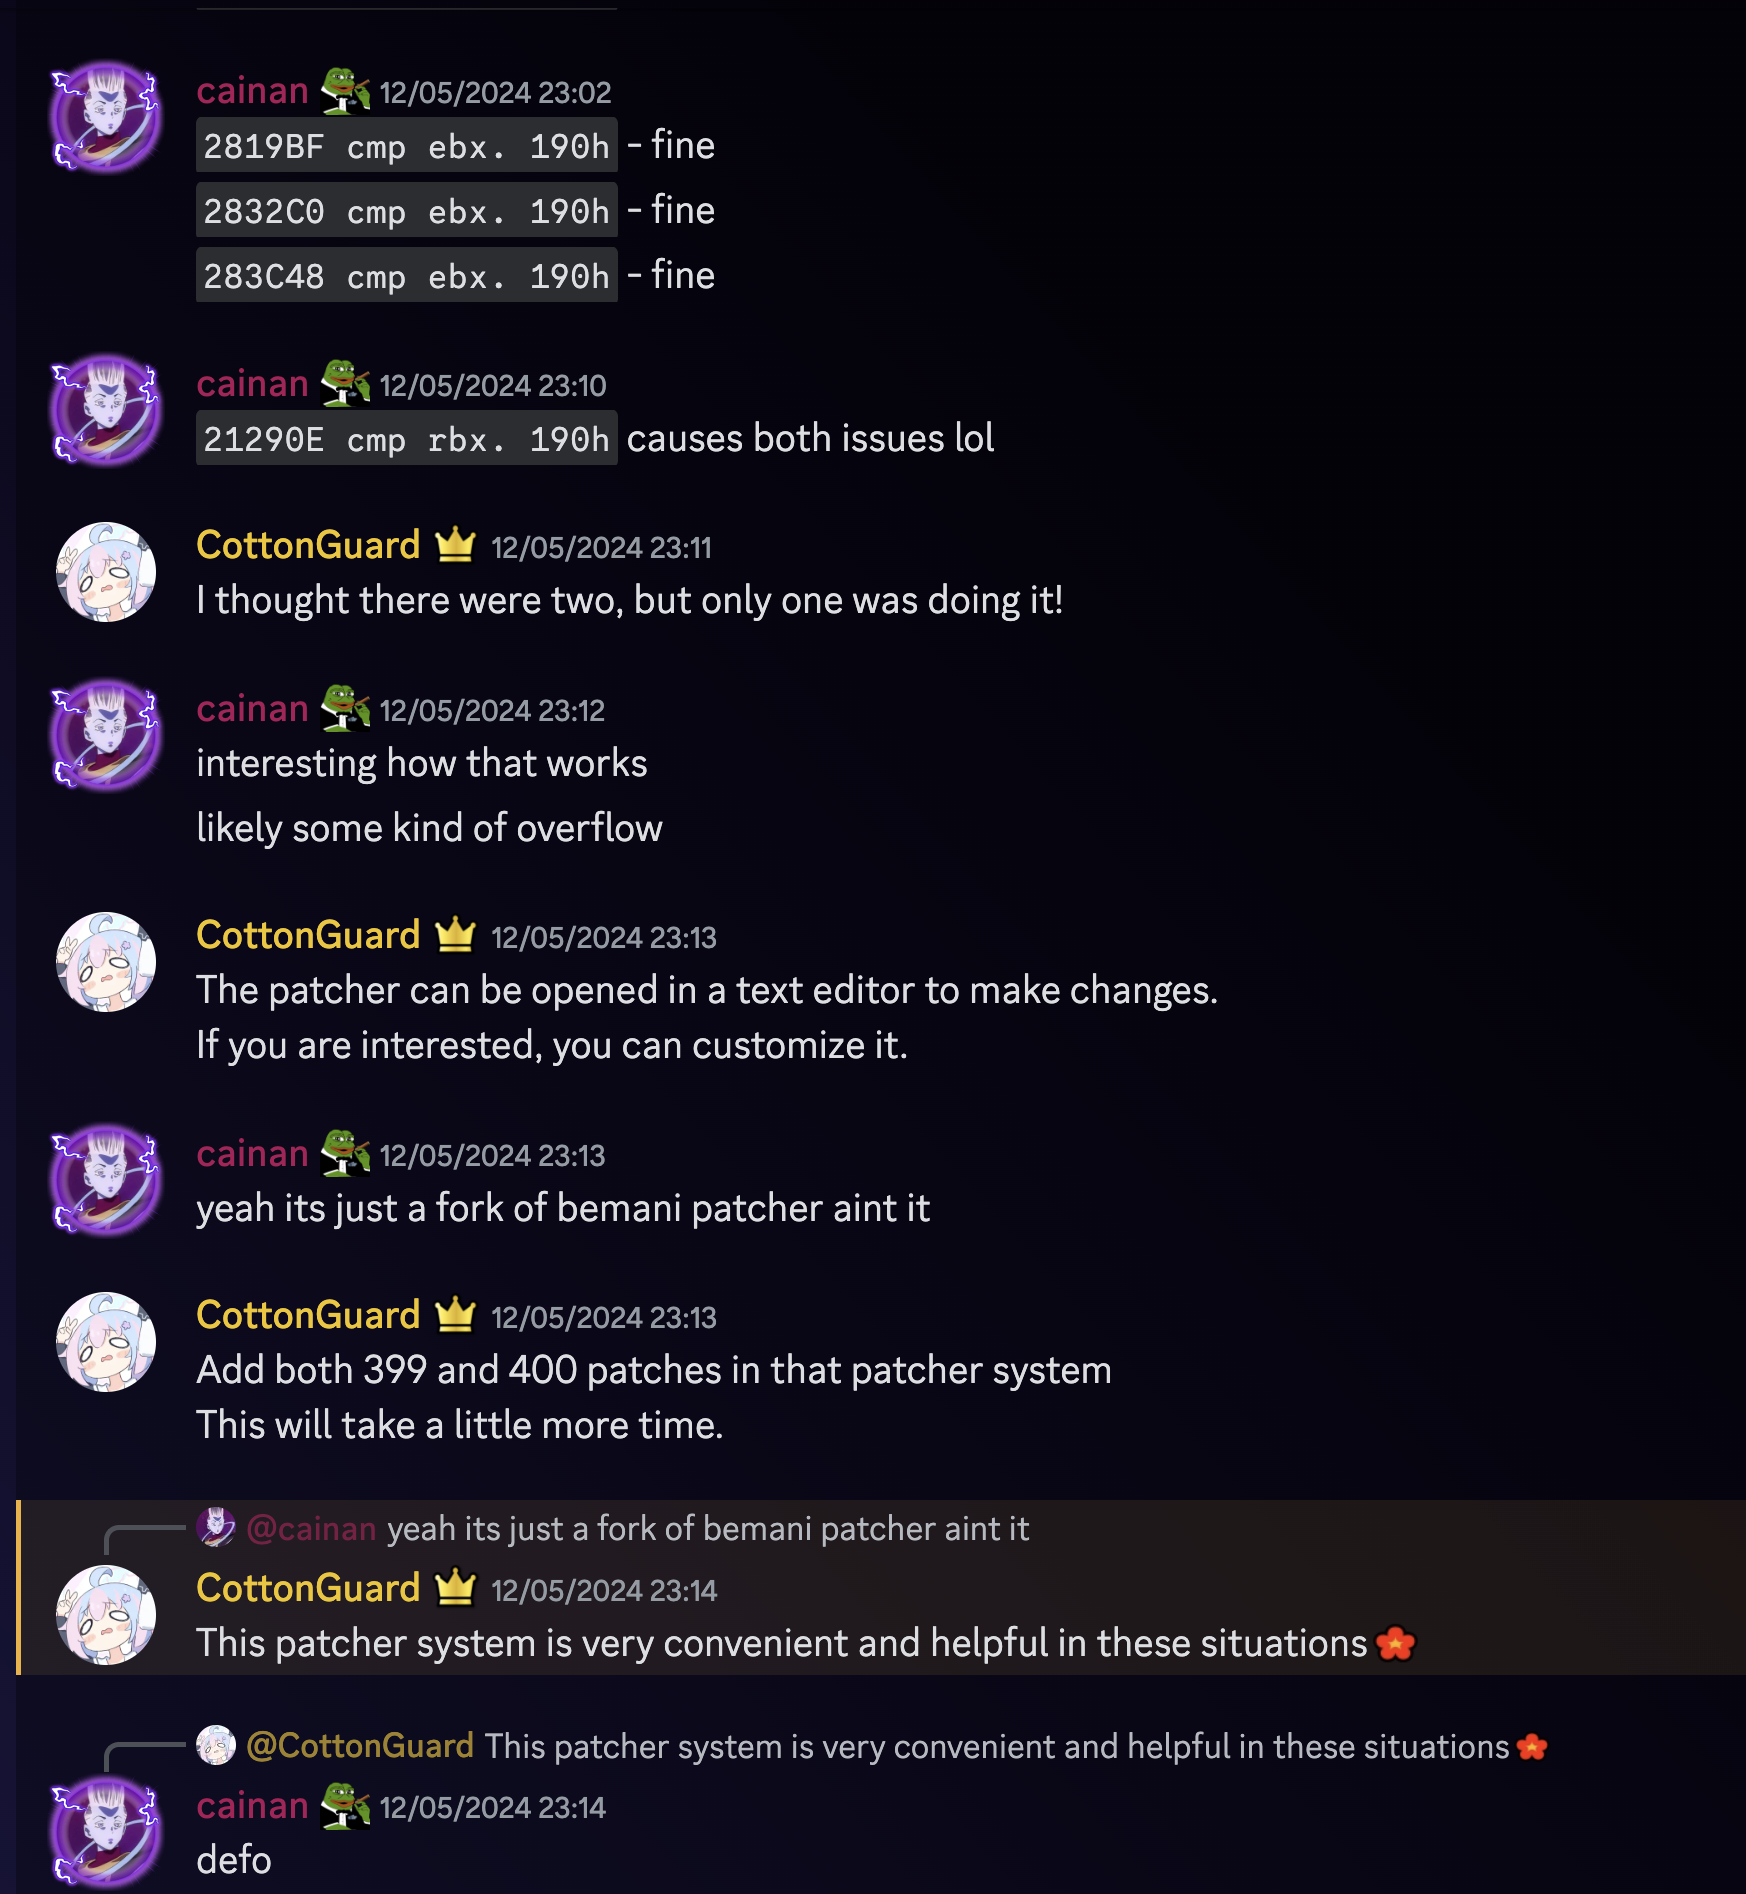 cainan 12/05/2024 23:02
2819BF cmp ebx. 190h - fine
2832C0 cmp ebx. 190h - fine
283C48 cmp ebx. 190h - fine
cainan 12/05/2024 23:10
21290E cmp rbx. 190h causes both issues lol
CottonGuard 12/05/2024 23:11
I thought there were two, but only one was doing it!
cainan 12/05/2024 23:12
interesting how that works
likely some kind of overflow
CottonGuard 12/05/2024 23:13
The patcher can be opened in a text editor to make changes.
If you are interested, you can customize it.
cainan 12/05/2024 23:13
yeah its just a fork of bemani patcher aint it
CottonGuard 12/05/2024 23:13
Add both 399 and 400 patches in that patcher system
This will take a little more time.
@cainan yeah its just a fork of bemani patcher aint it
CottonGuard 12/05/2024 23:14
This patcher system is very convenient and helpful in these situations
@CottonGuard This patcher system is very convenient and helpful in these situations
cainan 12/05/2024 23:14
defo